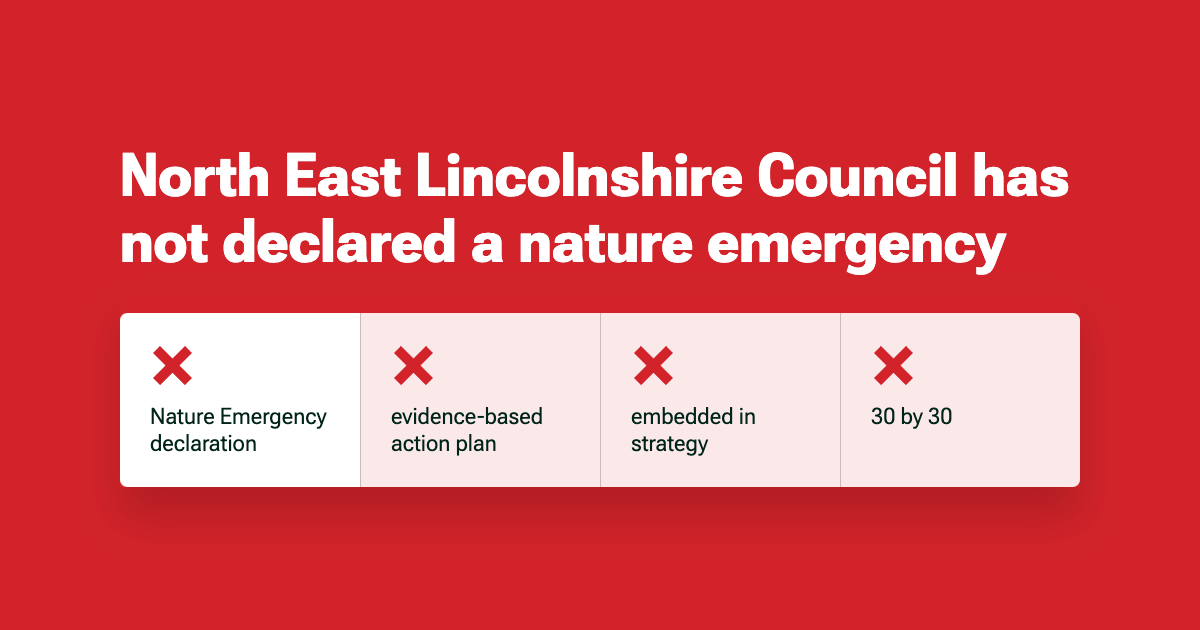 North East Lincolnshire Council has
not declared a nature emergency
Nature Emergency
declaration
evidence-based
action plan
embedded in
strategy
30 by 30